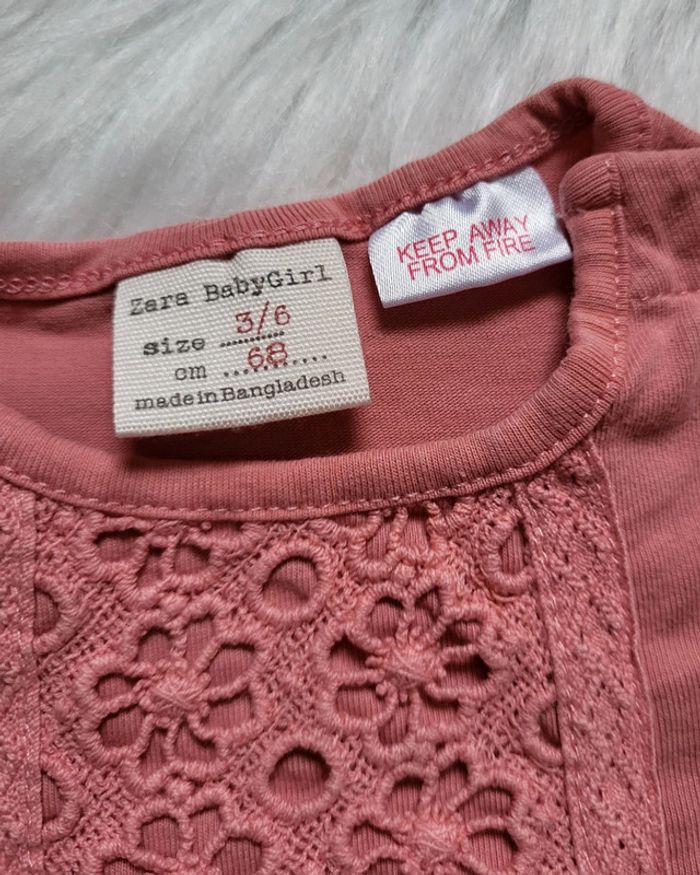 Zara BabyGirl
size 3/6
cm 68
made in Bangladesh
KEEP AWAY
FROM FIRE